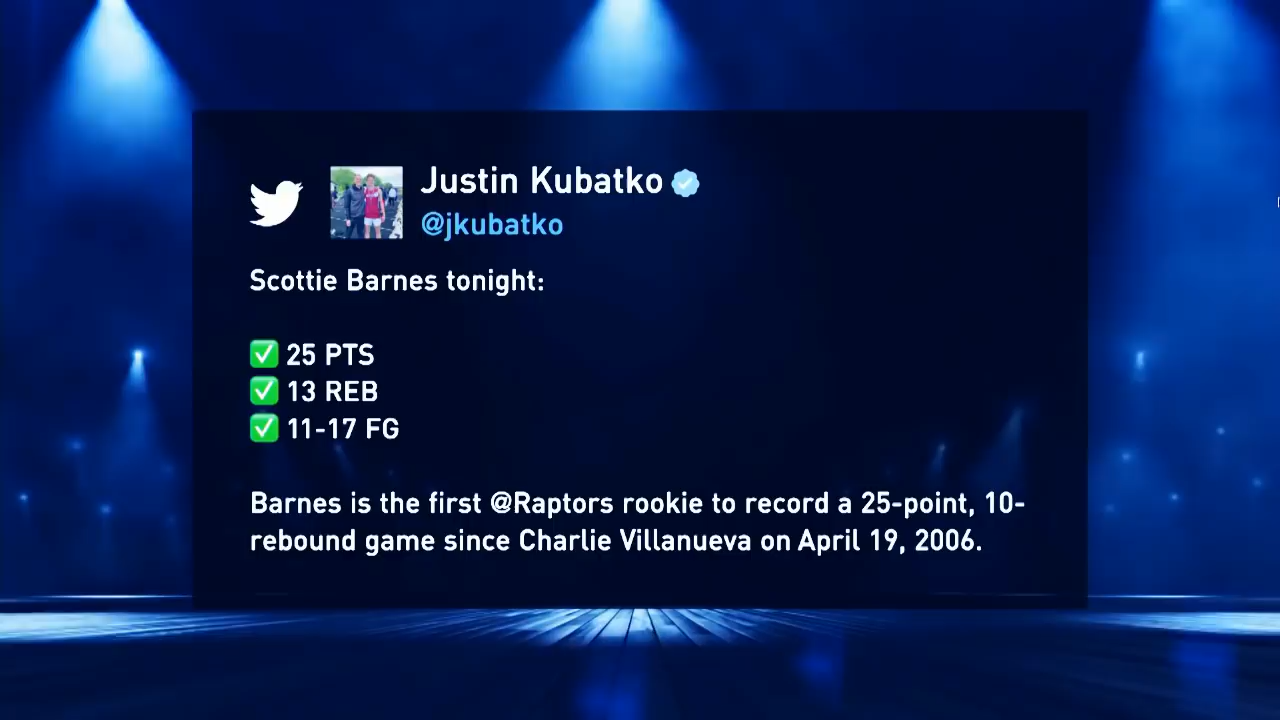 Justin Kubatko
@jkubatko
Scottie Barnes tonight:
✅ 25 PTS
✅ 13 REB
✅ 11-17 FG
Barnes is the first @Raptors rookie to record a 25-point, 10-
rebound game since Charlie Villanueva on April 19, 2006.